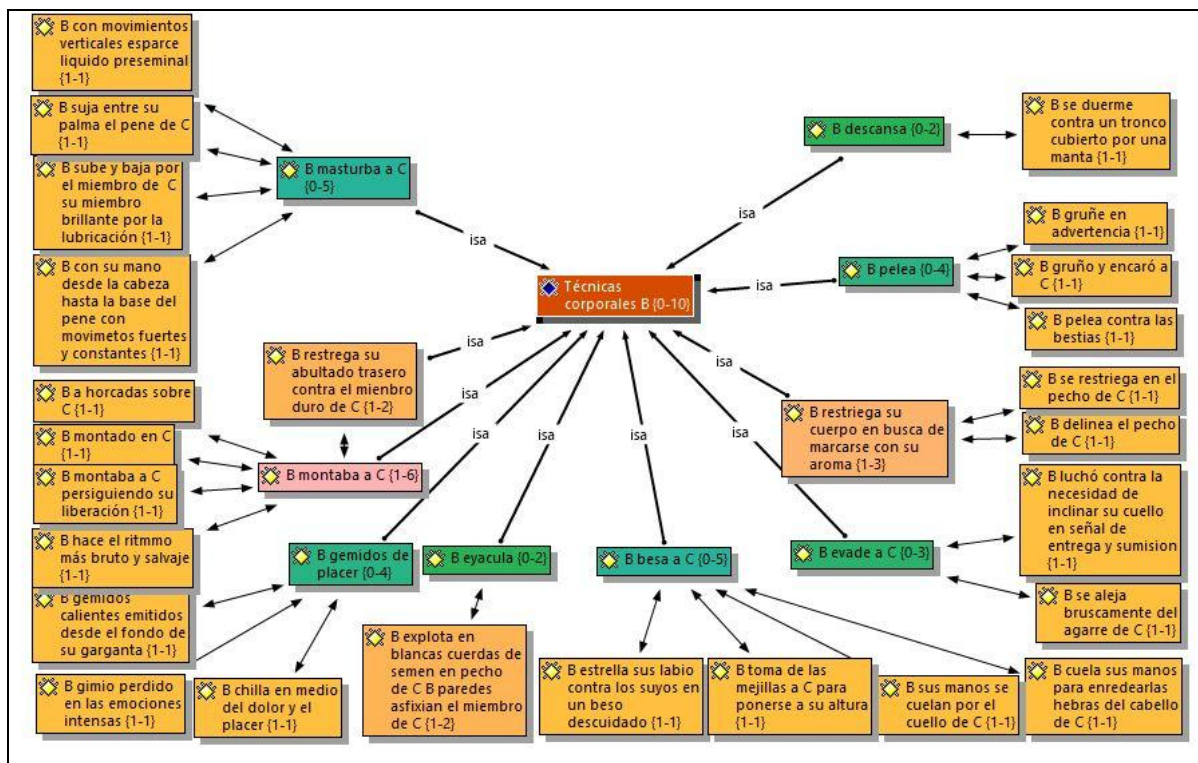 B con movimientos
verticales esparce
liquido preseminal
{1-1}
B suja entre su
palma el pene de C
{1-1}
B sube y baja por
el miembro de C
su miembro
brillante por la
lubricación {1-1}
B con su mano
desde la cabeza
hasta la base del
pene con
movimetos fuertes
y constantes {1-1}
B masturba a C
{0-5}
isa
B descansa {0-2}
B se duerme
contra un tronco
cubierto por una
manta {1-1}
isa
B gruñe en
advertencia {1-1}
B gruño y encaró a
C {1-1}
B pelea contra las
bestias {1-1}
B pelea {0-4}
isa
Técnicas
corporales B {0-10}
B restrega su
abultado trasero
contra el mienbro
duro de C {1-2}
isa
B a horcadas sobre
C {1-1}
B montado en C
{1-1}
B montaba a C
persiguiendo su
liberación {1-1}
B hace el ritmmo
más bruto y salvaje
{1-1}
B montaba a C {1-6}
isa
B restriega su
cuerpo en busca de
marcarse con su
aroma {1-3}
isa
B se restriega en el
pecho de C {1-1}
B delinea el pecho
de C {1-1}
B luchó contra la
necesidad de
inclinar su cuello
en señal de
entrega y sumision
{1-1}
B evade a C {0-3}
isa
B se aleja
bruscamente del
agarre de C {1-1}
B gemidos de
placer {0-4}
isa
B gemidos
calientes emitidos
desde el fondo de
su garganta {1-1}
B gimio perdido
en las emociones
intensas {1-1}
B chilla en medio
del dolor y el
placer {1-1}
B eyacula {0-2}
isa
B explota en
blancas cuerdas de
semen en pecho
de C B paredes
asfixian el miembro
de C {1-2}
B besa a C {0-5}
isa
B estrella sus labio
contra los suyos en
un beso
descuidado {1-1}
B toma de las
mejillas a C para
ponerse a su altura
{1-1}
B sus manos se
cuelan por el
cuello de C {1-1}
B cuela sus manos
para enredearlas
hebras del cabello
de C {1-1}